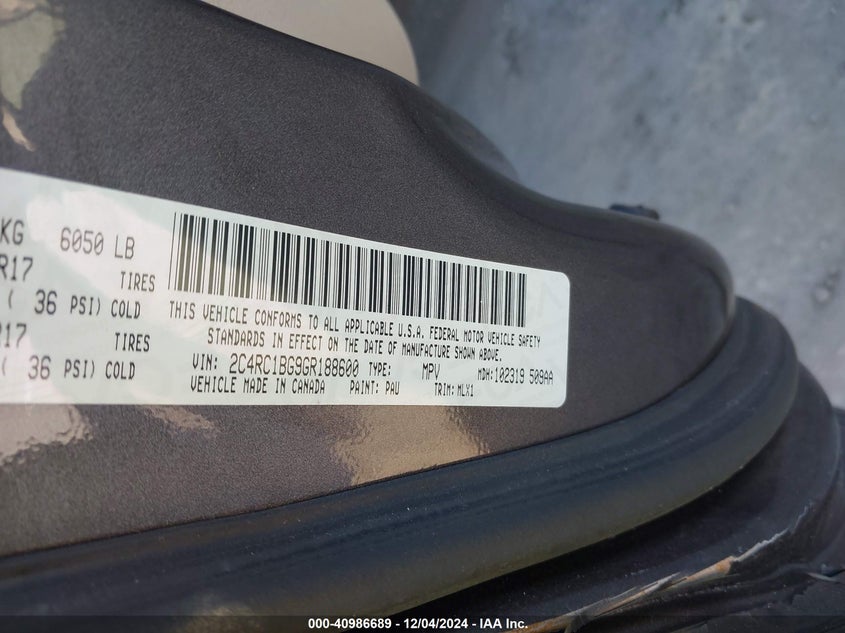 KG 6050 LB
R17 TIRES
( 36 PSI) COLD
R17 TIRES
( 36 PSI) COLD
THIS VEHICLE CONFORMS TO ALL APPLICABLE U.S.A. FEDERAL MOTOR VEHICLE SAFETY
STANDARDS IN EFFECT ON THE DATE OF MANUFACTURE SHOWN ABOVE.
VIN: 2C4RC1BG9GR188600 TYPE: MPV MDH:102319 509AA
VEHICLE MADE IN CANADA PAINT: PAU TRIM: MLX1
000-40986689 - 12/04/2024 - IAA Inc.